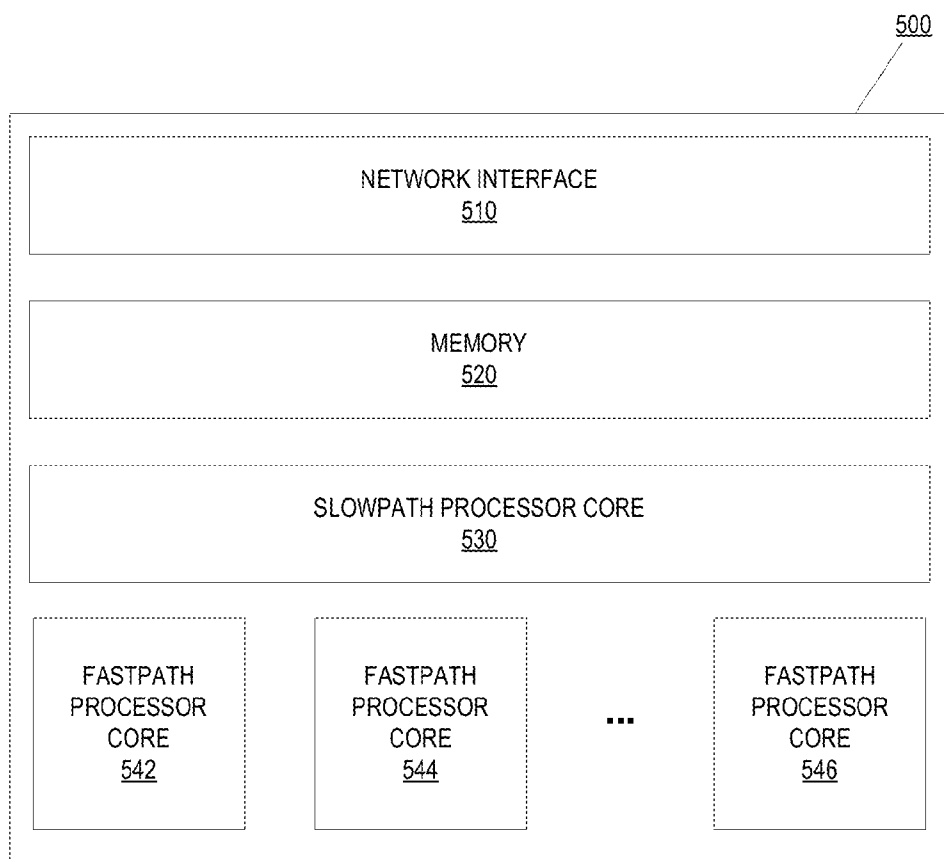 500
NETWORK INTERFACE
510
MEMORY
520
SLOWPATH PROCESSOR CORE
530
FASTPATH
PROCESSOR
CORE
542
FASTPATH
PROCESSOR
CORE
544
...
FASTPATH
PROCESSOR
CORE
546